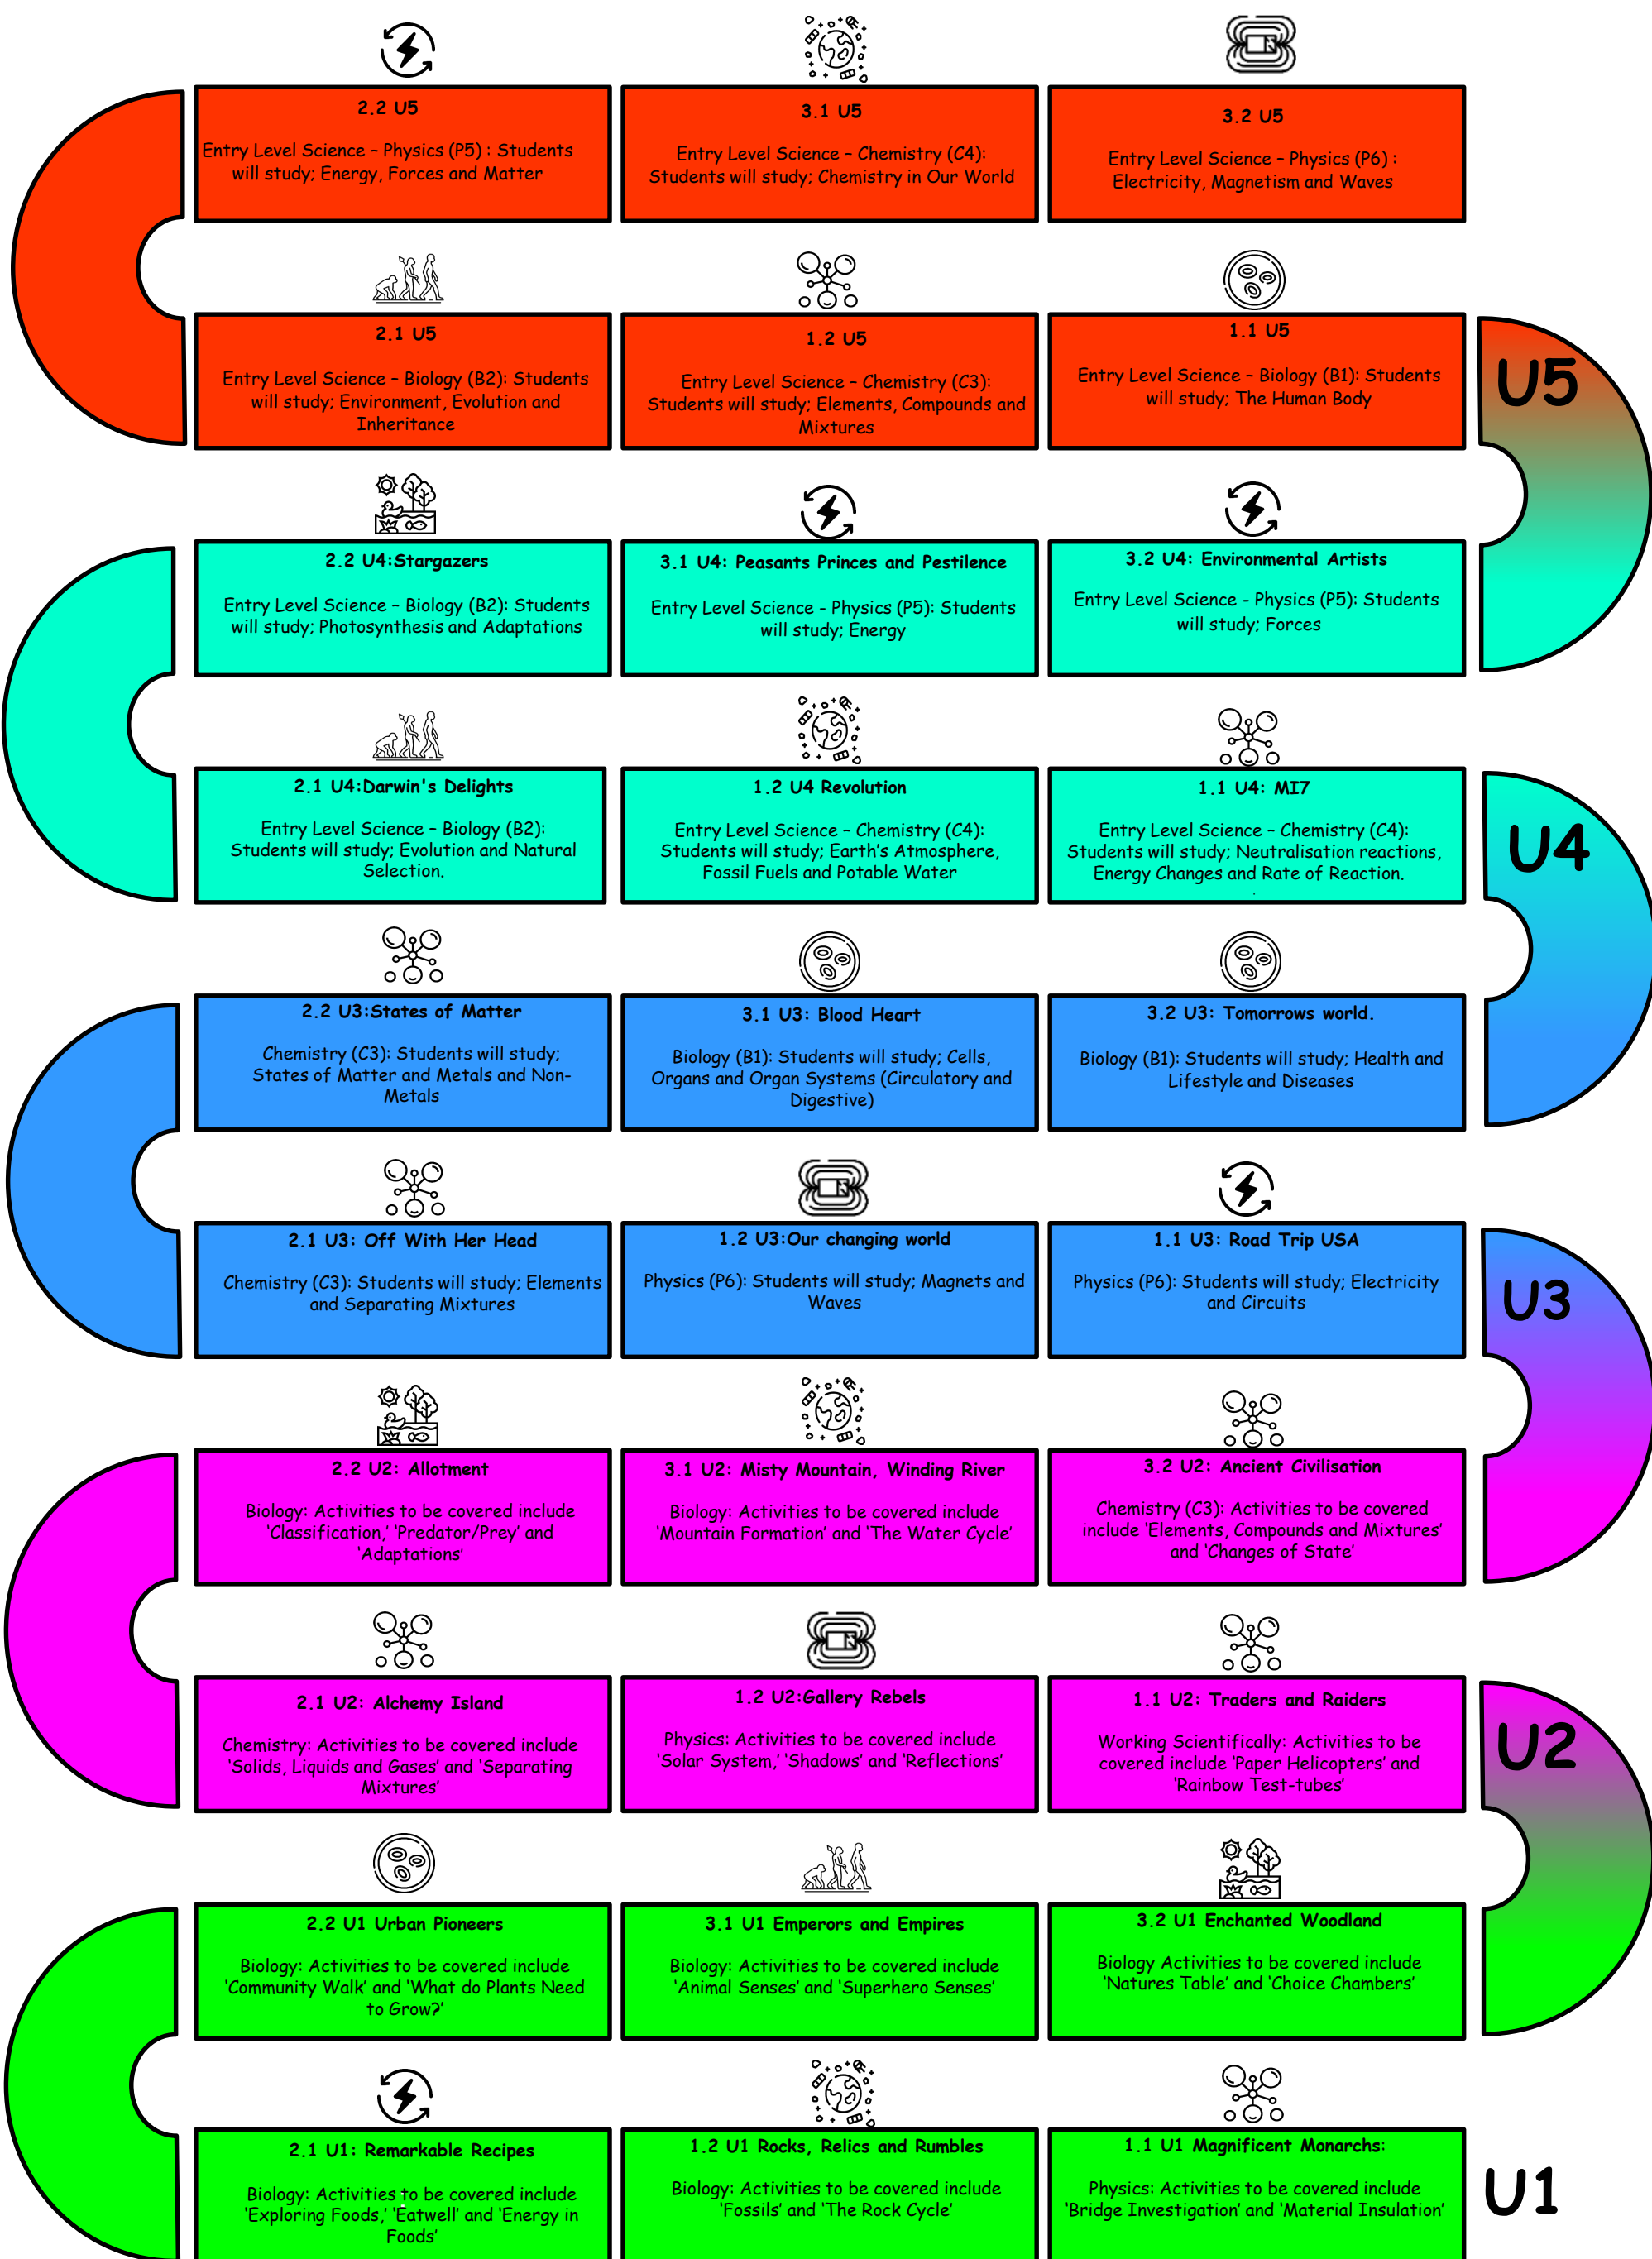 2.2 U5
Entry Level Science – Physics (P5) : Students
will study; Energy, Forces and Matter
3.1 U5
Entry Level Science – Chemistry (C4):
Students will study; Chemistry in Our World
3.2 U5
Entry Level Science – Physics (P6) :
Electricity, Magnetism and Waves
2.1 U5
Entry Level Science – Biology (B2): Students
will study; Environment, Evolution and
Inheritance
1.2 U5
Entry Level Science – Chemistry (C3):
Students will study; Elements, Compounds and
Mixtures
1.1 U5
Entry Level Science – Biology (B1): Students
will study; The Human Body
U5
2.2 U4:Stargazers
Entry Level Science – Biology (B2): Students
will study; Photosynthesis and Adaptations
3.1 U4: Peasants Princes and Pestilence
Entry Level Science - Physics (P5): Students
will study; Energy
3.2 U4: Environmental Artists
Entry Level Science - Physics (P5): Students
will study; Forces
2.1 U4:Darwin's Delights
Entry Level Science – Biology (B2):
Students will study; Evolution and Natural
Selection.
1.2 U4 Revolution
Entry Level Science – Chemistry (C4):
Students will study; Earth's Atmosphere,
Fossil Fuels and Potable Water
1.1 U4: MI7
Entry Level Science – Chemistry (C4):
Students will study; Neutralisation reactions,
Energy Changes and Rate of Reaction.
.
U4
2.2 U3:States of Matter
Chemistry (C3): Students will study;
States of Matter and Metals and Non-
Metals
3.1 U3: Blood Heart
Biology (B1): Students will study; Cells,
Organs and Organ Systems (Circulatory and
Digestive)
3.2 U3: Tomorrows world.
Biology (B1): Students will study; Health and
Lifestyle and Diseases
2.1 U3: Off With Her Head
Chemistry (C3): Students will study; Elements
and Separating Mixtures
1.2 U3:Our changing world
Physics (P6): Students will study; Magnets and
Waves
1.1 U3: Road Trip USA
Physics (P6): Students will study; Electricity
and Circuits
U3
2.2 U2: Allotment
Biology: Activities to be covered include
'Classification,' 'Predator/Prey' and
'Adaptations'
3.1 U2: Misty Mountain, Winding River
Biology: Activities to be covered include
'Mountain Formation' and 'The Water Cycle'
3.2 U2: Ancient Civilisation
Chemistry (C3): Activities to be covered
include 'Elements, Compounds and Mixtures'
and 'Changes of State'
2.1 U2: Alchemy Island
Chemistry: Activities to be covered include
'Solids, Liquids and Gases' and 'Separating
Mixtures'
1.2 U2:Gallery Rebels
Physics: Activities to be covered include
'Solar System,' 'Shadows' and 'Reflections'
1.1 U2: Traders and Raiders
Working Scientifically: Activities to be
covered include 'Paper Helicopters' and
'Rainbow Test-tubes'
U2
2.2 U1 Urban Pioneers
Biology: Activities to be covered include
'Community Walk' and 'What do Plants Need
to Grow?'
3.1 U1 Emperors and Empires
Biology: Activities to be covered include
'Animal Senses' and 'Superhero Senses'
3.2 U1 Enchanted Woodland
Biology Activities to be covered include
'Natures Table' and 'Choice Chambers'
2.1 U1: Remarkable Recipes
Biology: Activities to be covered include
'Exploring Foods,' 'Eatwell' and 'Energy in
Foods'
1.2 U1 Rocks, Relics and Rumbles
Biology: Activities to be covered include
'Fossils' and 'The Rock Cycle'
1.1 U1 Magnificent Monarchs:
Physics: Activities to be covered include
'Bridge Investigation' and 'Material Insulation'
U1